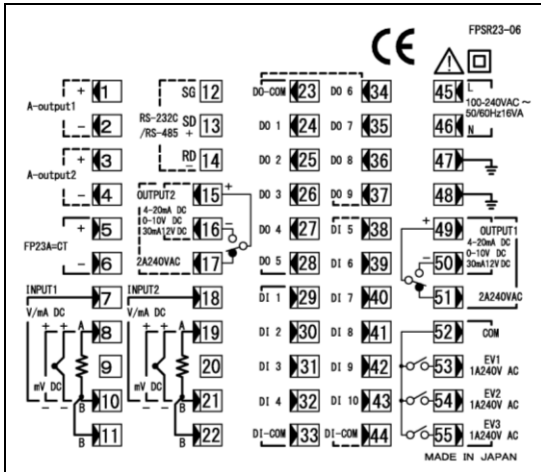 FPSR23-06
CE
A-output1 + 1
- 2
A-output2 + 3
- 4
FP23A=CT + 5
- 6
INPUT1 7
V/mA DC
+ + A 8
9
mV DC
- - B 10
B 11
SG 12
RS-232C SD 13
/RS-485 +
RD 14
-
OUTPUT2 15 +
4-20mA DC
0-10V DC 16 -
30mA12V DC
2A240VAC 17
INPUT2 18
V/mA DC
+ + A 19
20
mV DC
- - B 21
B 22
DO-COM 23
DO 1 24
DO 2 25
DO 3 26
DO 4 27
DO 5 28
DI 1 29
DI 2 30
DI 3 31
DI 4 32
DI-COM 33
DO 6 34
DO 7 35
DO 8 36
DO 9 37
DI 5 38
DI 6 39
DI 7 40
DI 8 41
DI 9 42
DI 10 43
DI-COM 44
45 L
100-240VAC ~
50/60Hz16VA
46 N
47
48
+ 49 OUTPUT1
4-20mA DC
- 50 0-10V DC
30mA12V DC
51 2A240VAC
52 COM
53 EV1
1A240V AC
54 EV2
1A240V AC
55 EV3
1A240V AC
MADE IN JAPAN